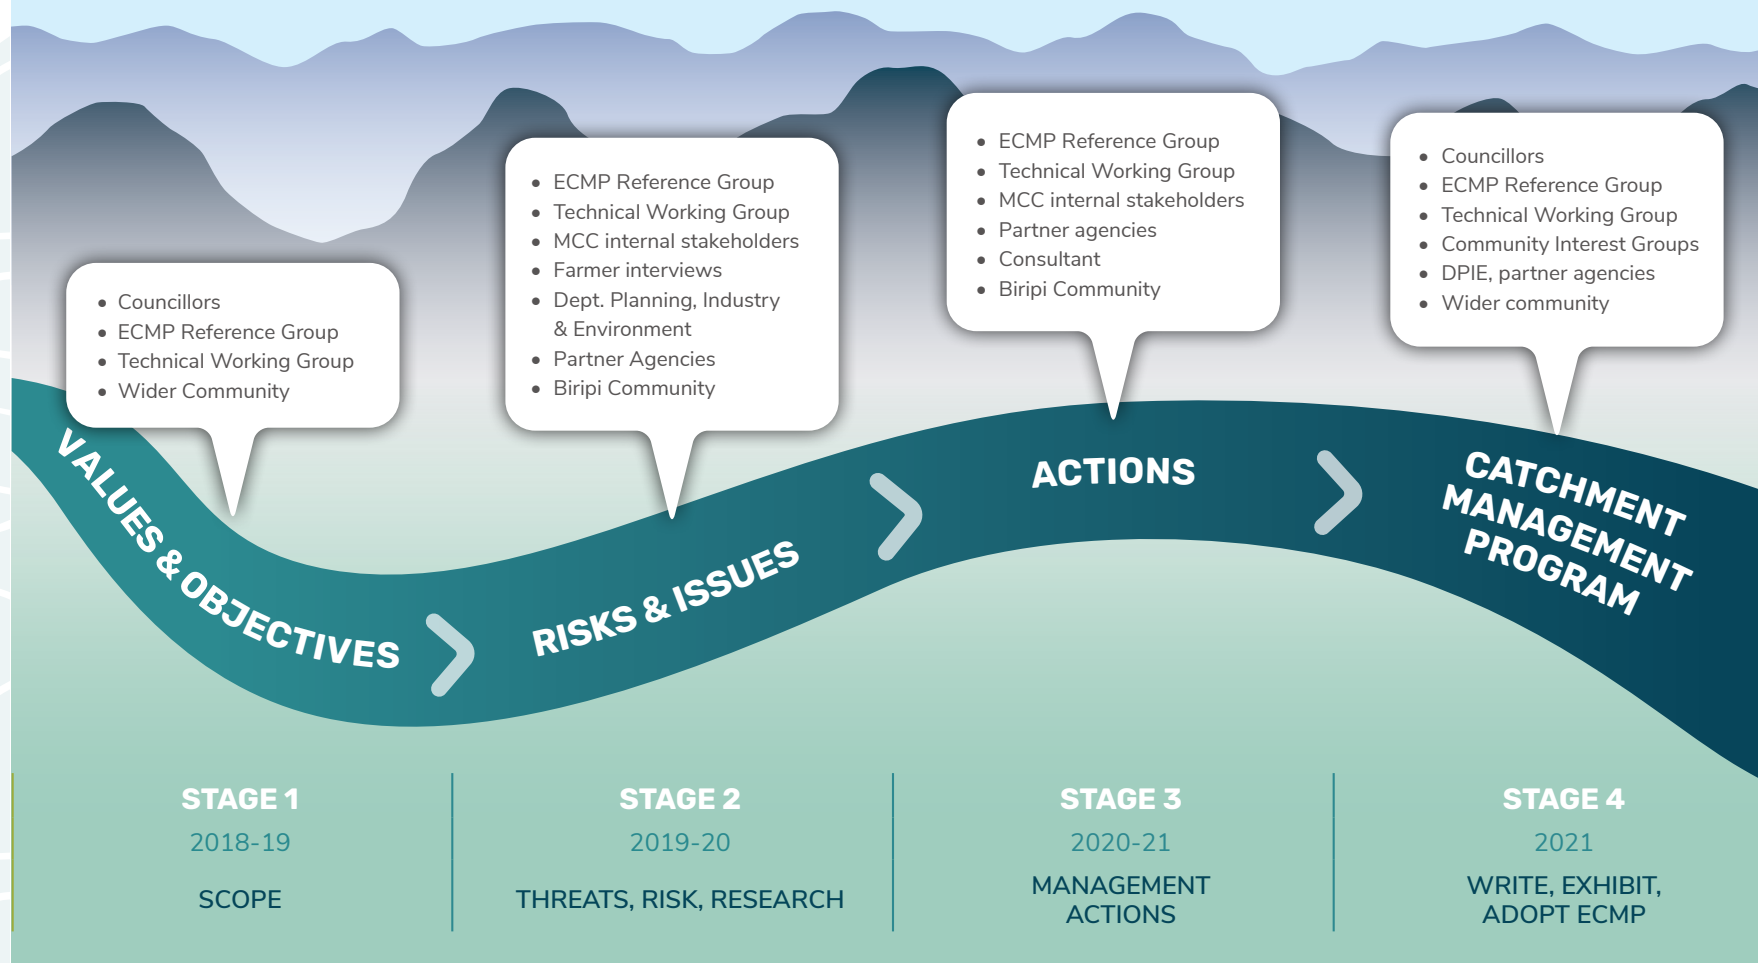 • Councillors
• ECMP Reference Group
• Technical Working Group
• Wider Community
VALUES & OBJECTIVES
• ECMP Reference Group
• Technical Working Group
• MCC internal stakeholders
• Farmer interviews
• Dept. Planning, Industry
& Environment
• Partner Agencies
• Biripi Community
RISKS & ISSUES
• ECMP Reference Group
• Technical Working Group
• MCC internal stakeholders
• Partner agencies
• Consultant
• Biripi Community
ACTIONS
• Councillors
• ECMP Reference Group
• Technical Working Group
• Community Interest Groups
• DPIE, partner agencies
• Wider community
CATCHMENT
MANAGEMENT
PROGRAM
STAGE 1
2018-19
SCOPE
STAGE 2
2019-20
THREATS, RISK, RESEARCH
STAGE 3
2020-21
MANAGEMENT
ACTIONS
STAGE 4
2021
WRITE, EXHIBIT,
ADOPT ECMP